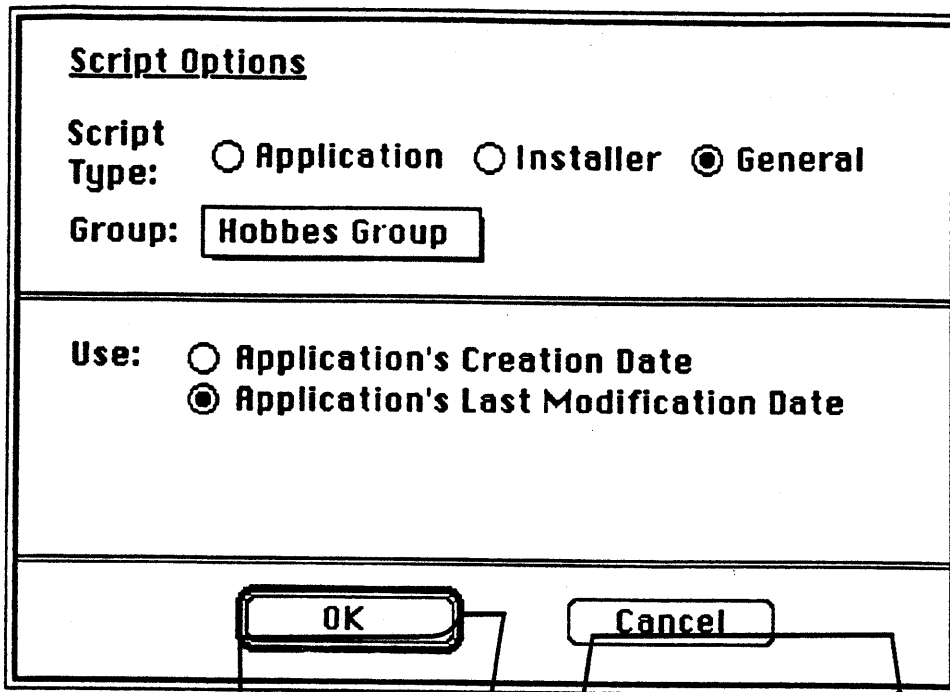 Script Options
Script Type:
Application Installer General
Group: Hobbes Group
Use: Application's Creation Date
Application's Last Modification Date
OK Cancel